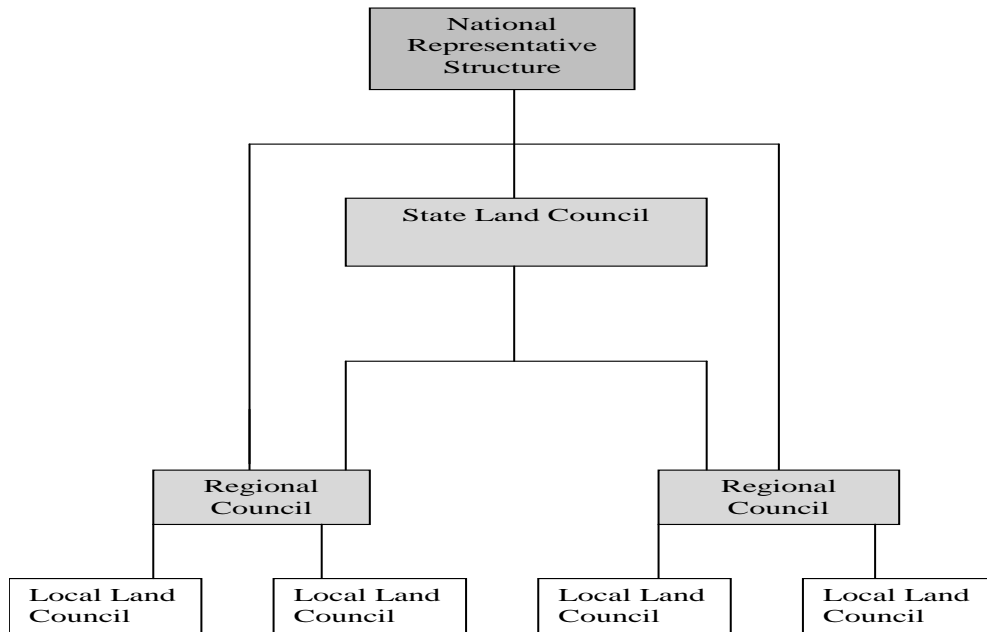 National
Representative
Structure
State Land Council
Regional
Council
Regional
Council
Local Land
Council
Local Land
Council
Local Land
Council
Local Land
Council